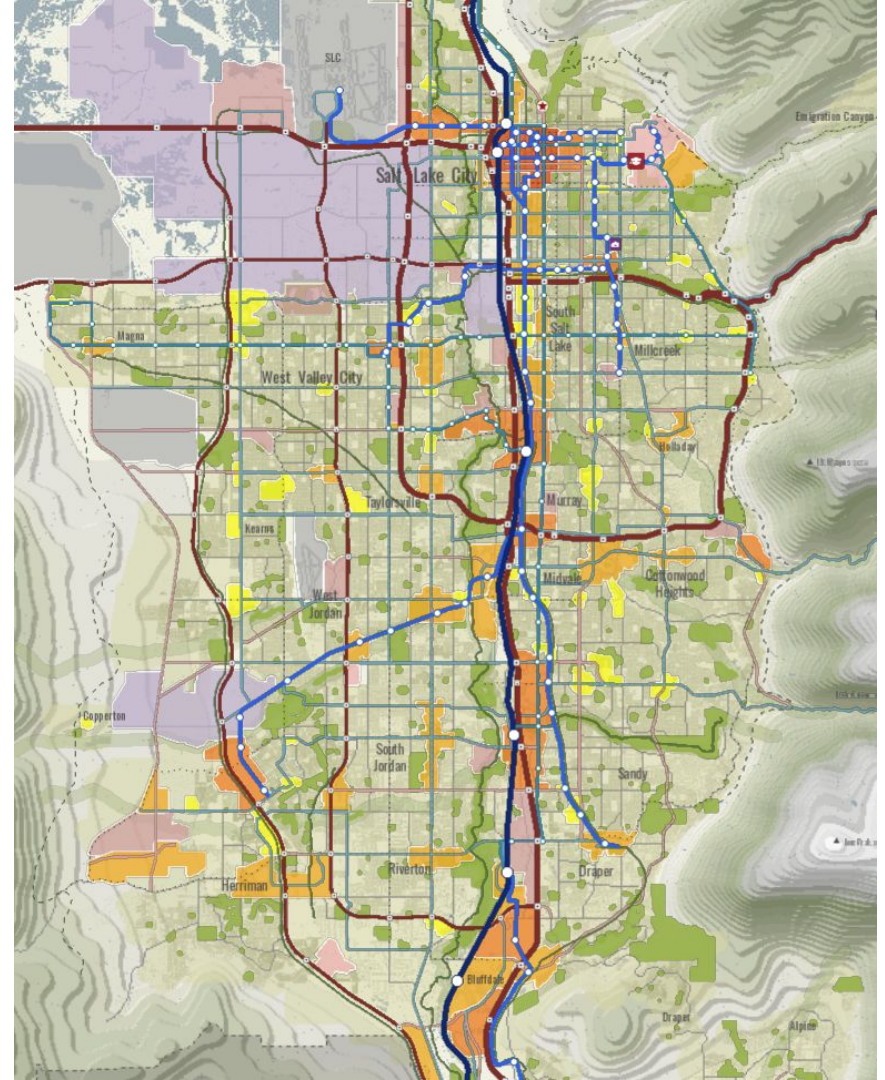 SLC
Emigration Canyon
Salt Lake City
Magna
South
Salt
Lake
Millcreek
West Valley City
Holladay
Taylorsville
Murray
Kearns
Midvale
Cottonwood
Heights
West
Jordan
Copperton
South
Jordan
Sandy
Riverton
Draper
Herriman
Bluffdale
Draper
Alpine